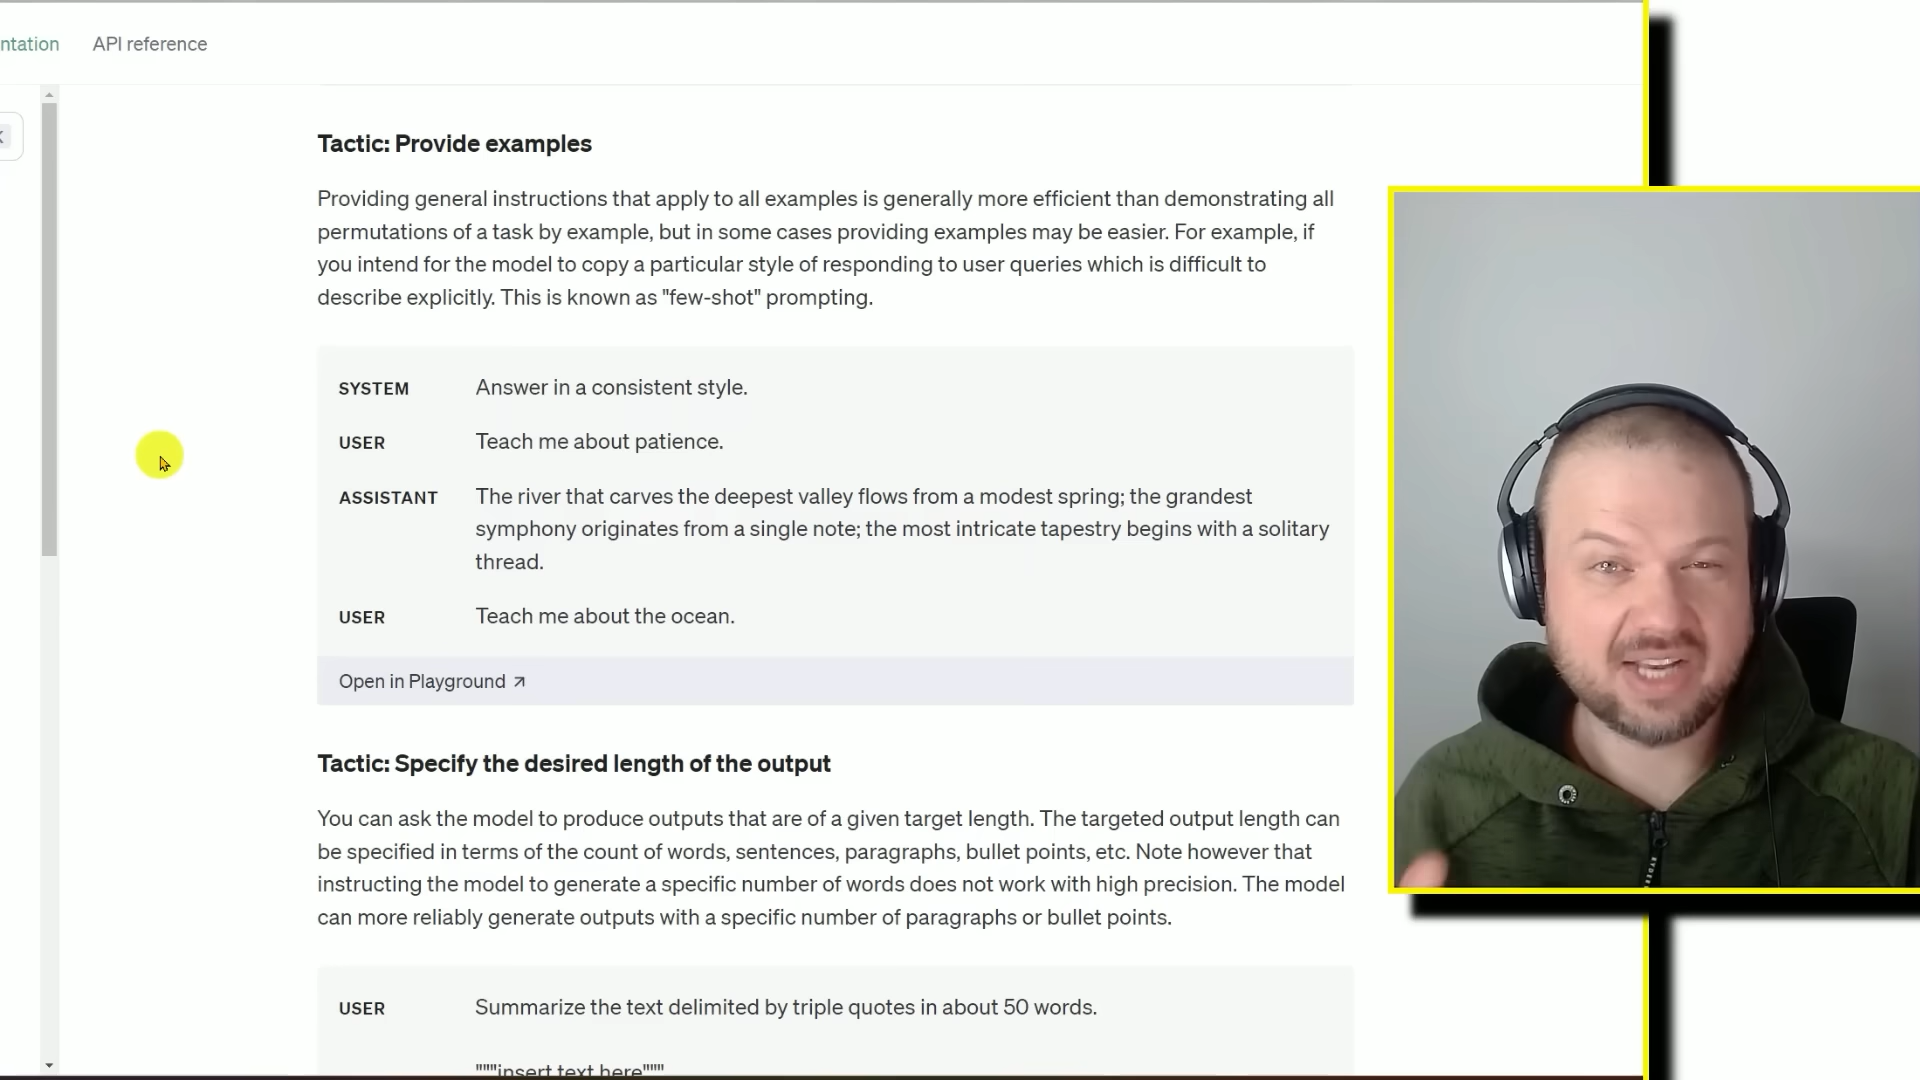 ntation API reference
K
Tactic: Provide examples
Providing general instructions that apply to all examples is generally more efficient than demonstrating all
permutations of a task by example, but in some cases providing examples may be easier. For example, if
you intend for the model to copy a particular style of responding to user queries which is difficult to
describe explicitly. This is known as "few-shot" prompting.
SYSTEM Answer in a consistent style.
USER Teach me about patience.
ASSISTANT The river that carves the deepest valley flows from a modest spring; the grandest
symphony originates from a single note; the most intricate tapestry begins with a solitary
thread.
USER Teach me about the ocean.
Open in Playground ↗
Tactic: Specify the desired length of the output
You can ask the model to produce outputs that are of a given target length. The targeted output length can
be specified in terms of the count of words, sentences, paragraphs, bullet points, etc. Note however that
instructing the model to generate a specific number of words does not work with high precision. The model
can more reliably generate outputs with a specific number of paragraphs or bullet points.
USER Summarize the text delimited by triple quotes in about 50 words.
"""insert text here"""